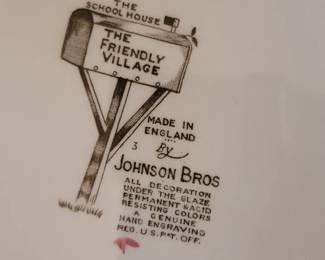 THE
SCHOOL HOUSE
THE
FRIENDLY
VILLAGE
MADE IN
ENGLAND
3
By
JOHNSON BROS
ALL DECORATION
UNDER THE GLAZE
PERMANENT & ACID
RESISTING COLORS
A GENUINE
HAND ENGRAVING
REG. U.S. PAT. OFF.